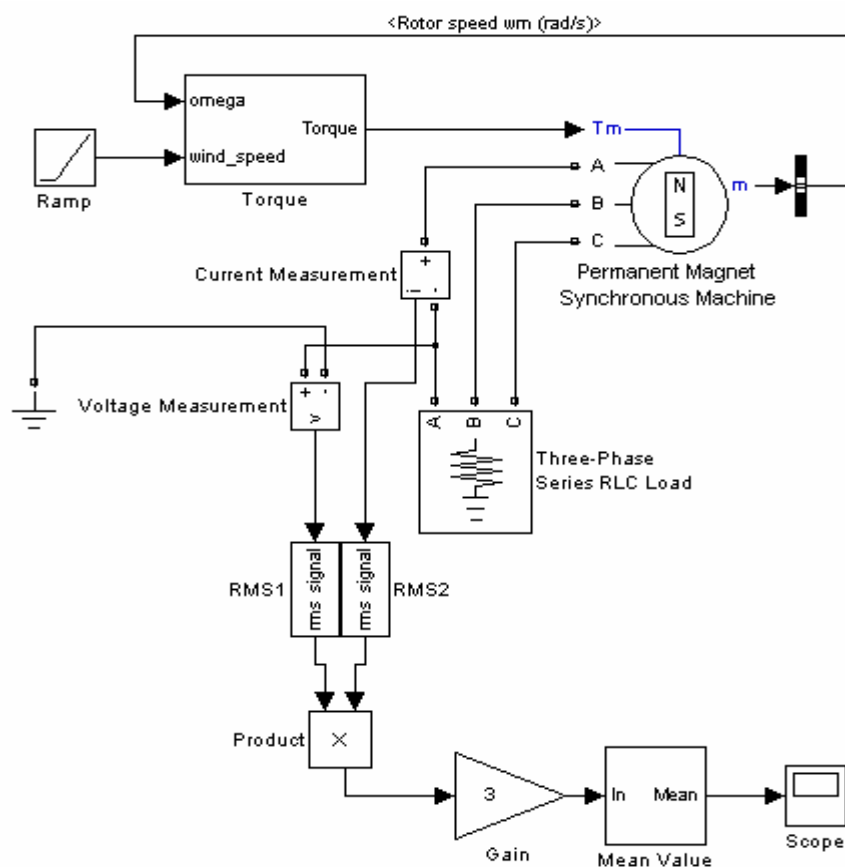 <Rotor speed wm (rad/s)>
omega
Torque
wind_speed
Ramp
Torque
Tm
A
B
C
N
S
m
Permanent Magnet
Synchronous Machine
Current Measurement
+
i
-
+
-
v
Voltage Measurement
A
B
C
Three-Phase
Series RLC Load
RMS1
rms
signal
rms
signal
RMS2
Product
×
3
Gain
In
Mean
Mean Value
Scope